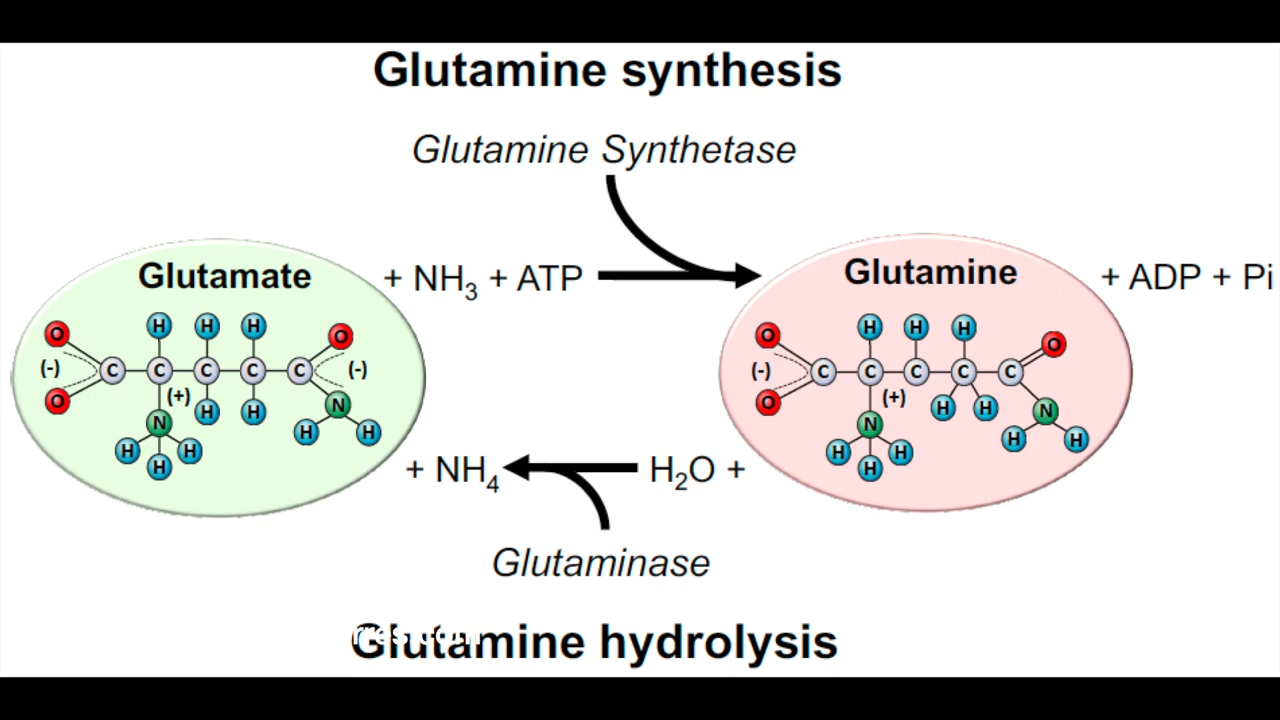 Glutamine synthesis
Glutamine Synthetase
Glutamate + NH3 + ATP Glutamine + ADP + Pi
H H H H H H
O O O O
(-) C C C C C (-) (-) C C C C C
(+) (+)
O H H N O H H N
N H H N H H
H H H H
H H
+ NH4 H2O +
Glutaminase
Glutamine hydrolysis